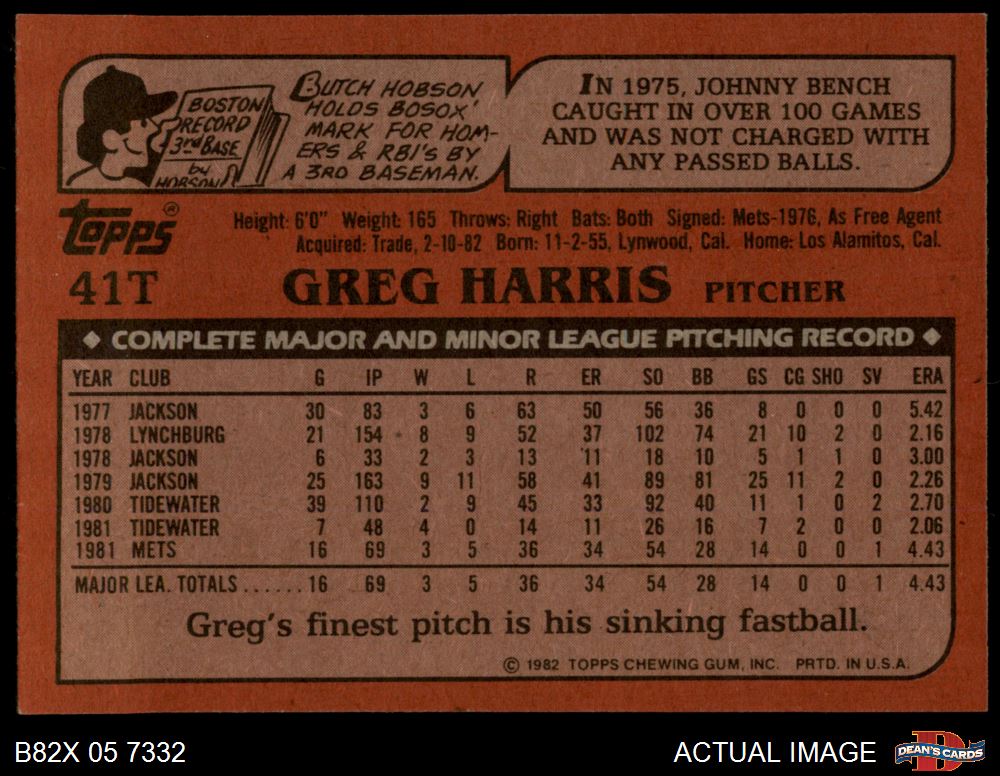 BOSTON
RECORD
3rd BASE
by
HOBSON
BUTCH HOBSON
HOLDS BOSOX'
MARK FOR HOM-
ERS & RBI'S BY
A 3RD BASEMAN.
IN 1975, JOHNNY BENCH
CAUGHT IN OVER 100 GAMES
AND WAS NOT CHARGED WITH
ANY PASSED BALLS.
topps®
Height: 6'0" Weight: 165 Throws: Right Bats: Both Signed: Mets-1976, As Free Agent
Acquired: Trade, 2-10-82 Born: 11-2-55, Lynwood, Cal. Home: Los Alamitos, Cal.
41T GREG HARRIS PITCHER
◆ COMPLETE MAJOR AND MINOR LEAGUE PITCHING RECORD ◆
YEAR CLUB G IP W L R ER SO BB GS CG SHO SV ERA
1977 JACKSON 30 83 3 6 63 50 56 36 8 0 0 0 5.42
1978 LYNCHBURG 21 154 8 9 52 37 102 74 21 10 2 0 2.16
1978 JACKSON 6 33 2 3 13 11 18 10 5 1 1 0 3.00
1979 JACKSON 25 163 9 11 58 41 89 81 25 11 2 0 2.26
1980 TIDEWATER 39 110 2 9 45 33 92 40 11 1 0 2 2.70
1981 TIDEWATER 7 48 4 0 14 11 26 16 7 2 0 0 2.06
1981 METS 16 69 3 5 36 34 54 28 14 0 0 1 4.43
MAJOR LEA. TOTALS......16 69 3 5 36 34 54 28 14 0 0 1 4.43
Greg's finest pitch is his sinking fastball.
© 1982 TOPPS CHEWING GUM, INC. PRTD. IN U.S.A.
B82X 05 7332
ACTUAL IMAGE
DEAN'S CARDS